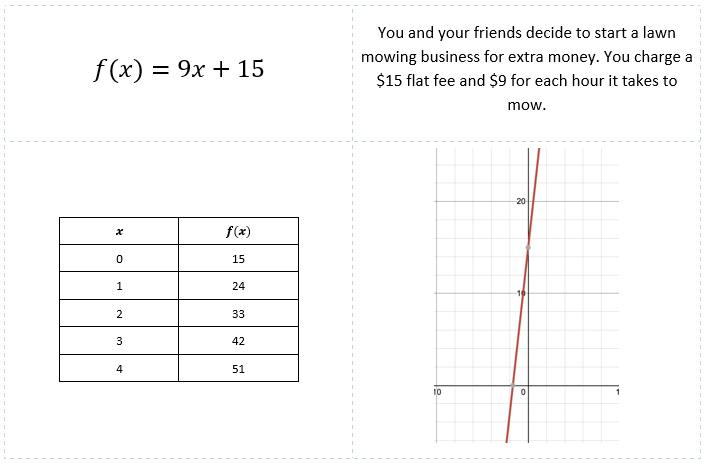 f(x) = 9x + 15
You and your friends decide to start a lawn
mowing business for extra money. You charge a
$15 flat fee and $9 for each hour it takes to
mow.
x f(x)
0 15
1 24
2 33
3 42
4 51
20
10
10 0 1